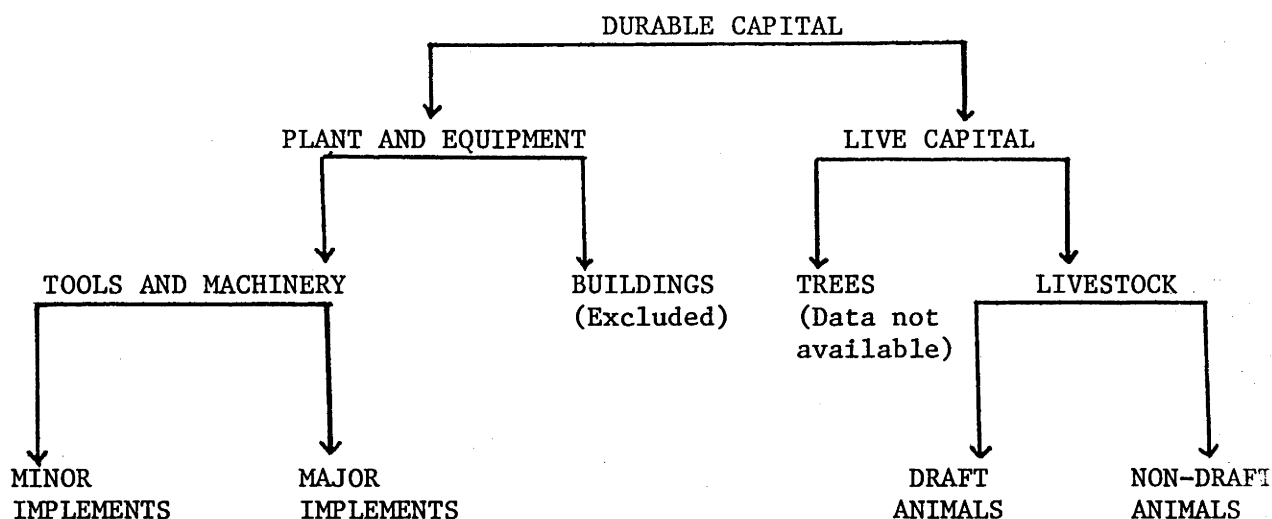 DURABLE CAPITAL
PLANT AND EQUIPMENT
LIVE CAPITAL
TOOLS AND MACHINERY
BUILDINGS
(Excluded)
TREES
(Data not
available)
LIVESTOCK
MINOR
IMPLEMENTS
MAJOR
IMPLEMENTS
DRAFT
ANIMALS
NON-DRAFT
ANIMALS